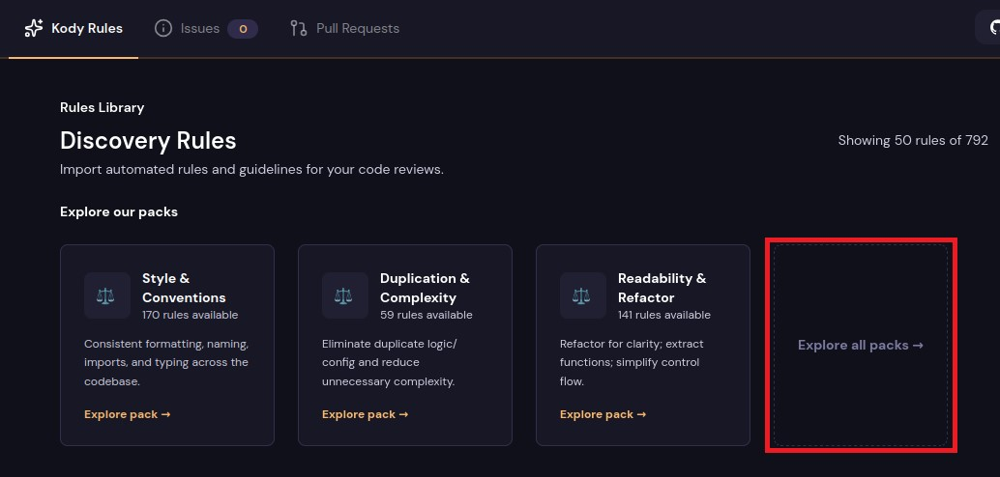 Kody Rules
Issues 0
Pull Requests
Rules Library
Discovery Rules
Showing 50 rules of 792
Import automated rules and guidelines for your code reviews.
Explore our packs
Style &
Conventions
170 rules available
Consistent formatting, naming,
imports, and typing across the
codebase.
Explore pack →
Duplication &
Complexity
59 rules available
Eliminate duplicate logic/
config and reduce
unnecessary complexity.
Explore pack →
Readability &
Refactor
141 rules available
Refactor for clarity; extract
functions; simplify control
flow.
Explore pack →
Explore all packs →